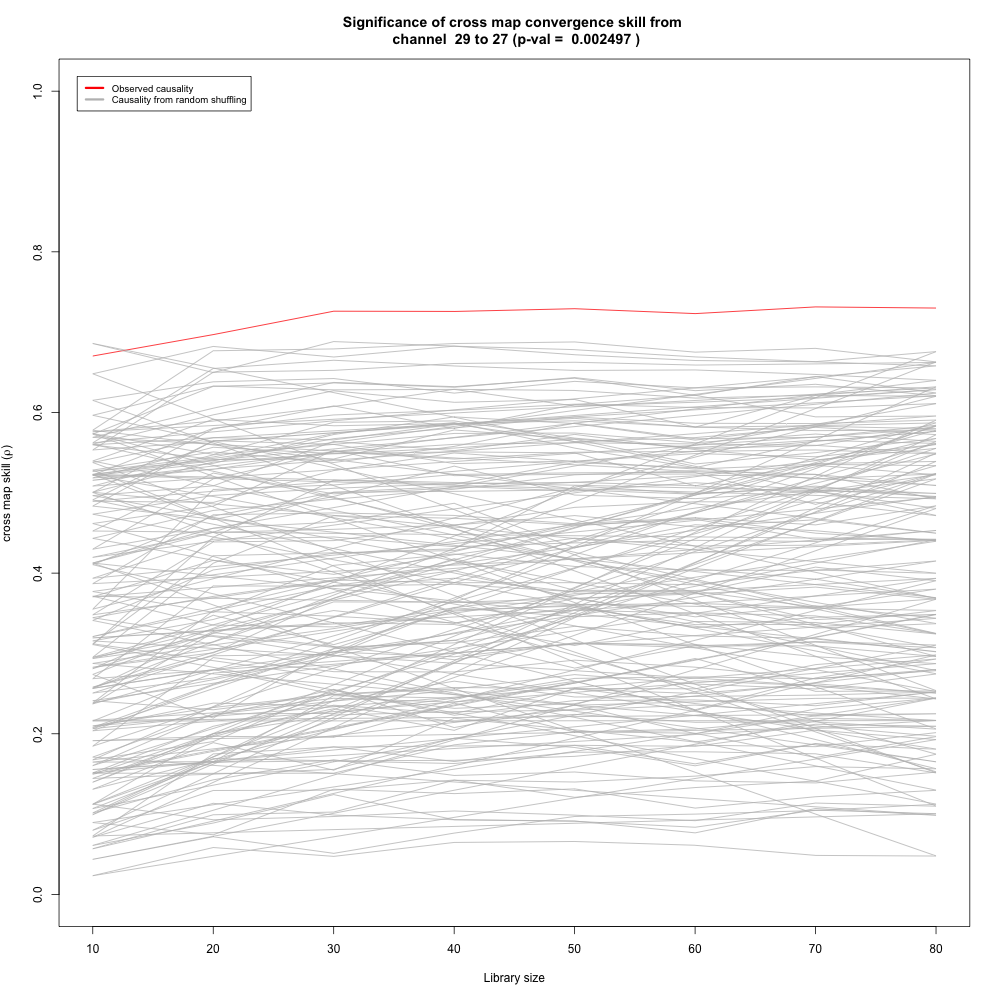 Significance of cross map convergence skill from
channel  29 to 27 (p-val =  0.002497 )
Observed causality
Causality from random shuffling
1.0
0.8
0.6
0.4
0.2
0.0
cross map skill (ρ)
10 20 30 40 50 60 70 80
Library size